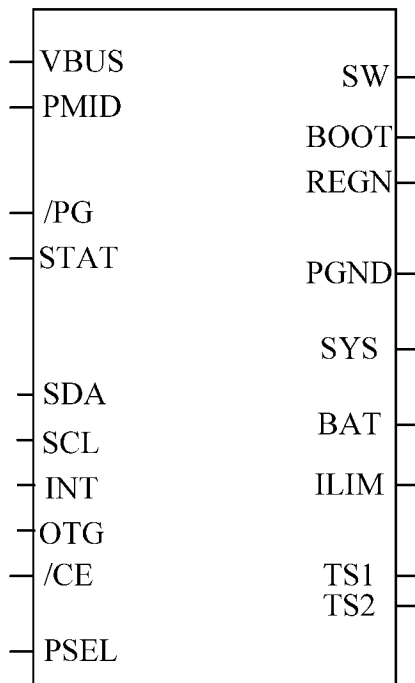 VBUS
PMID
/PG
STAT
SDA
SCL
INT
OTG
/CE
PSEL
SW
BOOT
REGN
PGND
SYS
BAT
ILIM
TS1
TS2